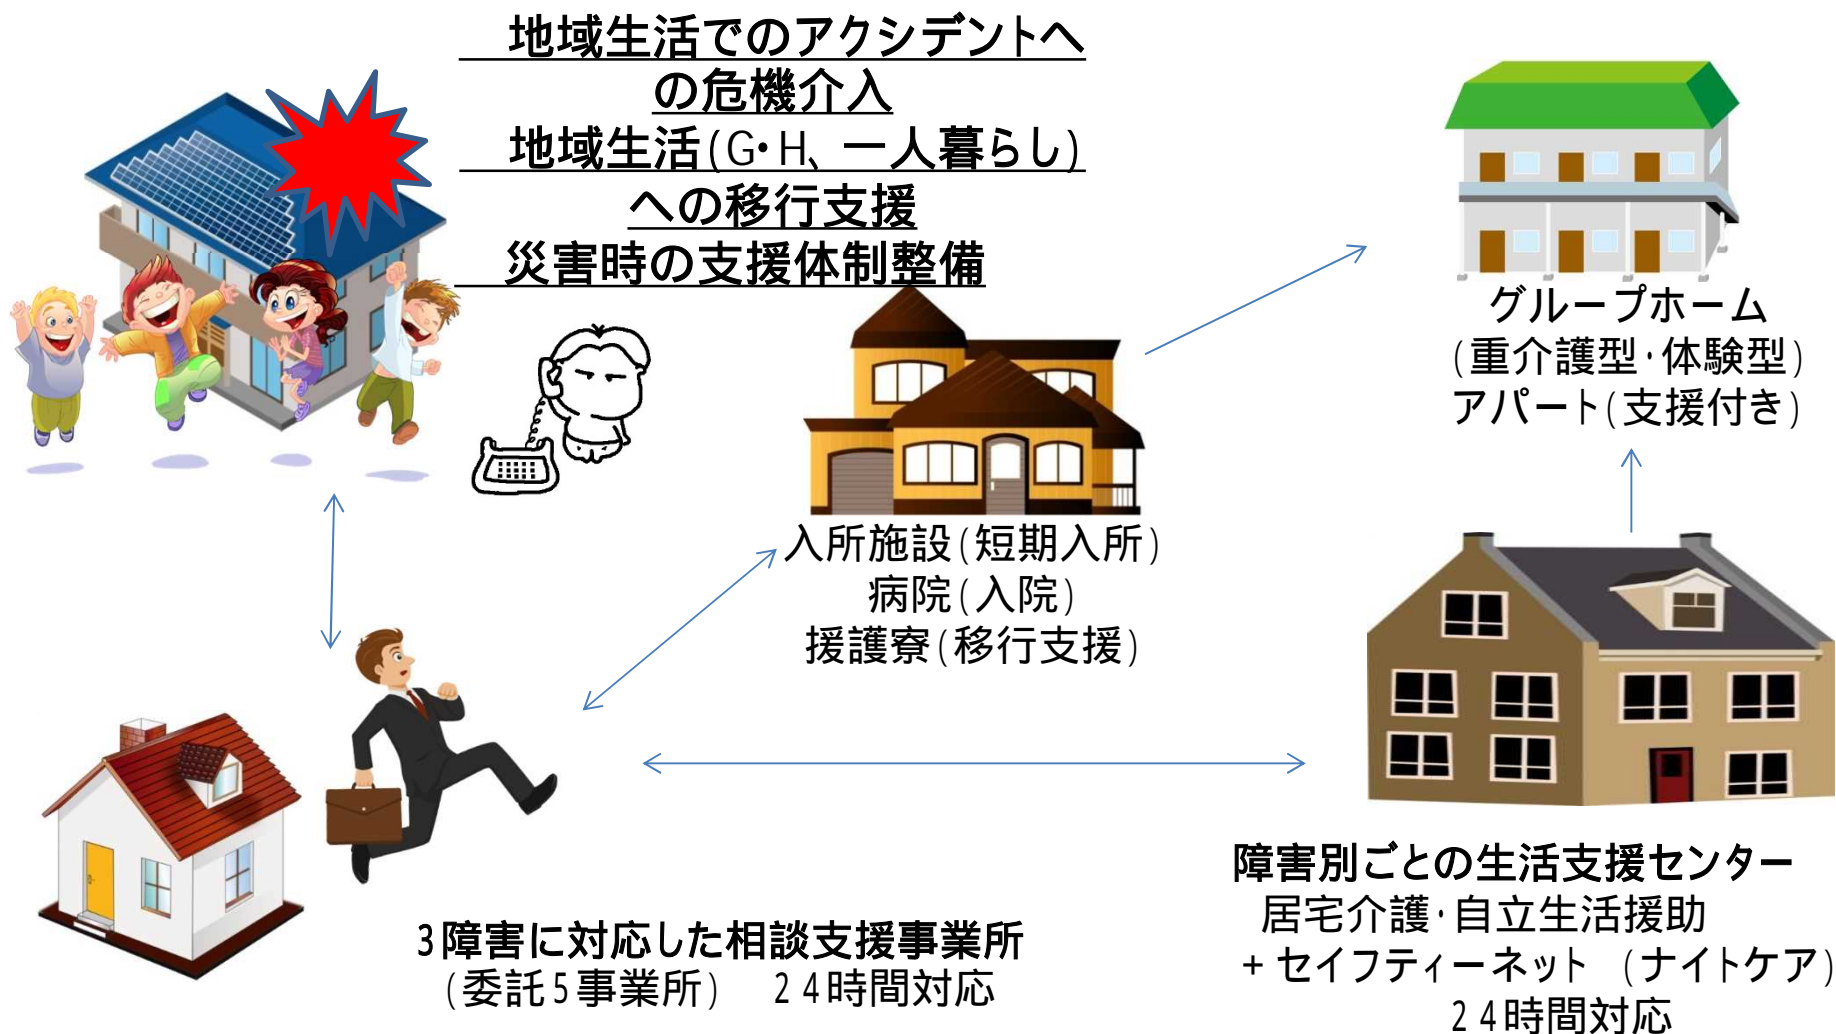 地域生活でのアクシデントへ
の危機介入
地域生活(G・H、一人暮らし)
への移行支援
災害時の支援体制整備
グループホーム
(重介護型・体験型)
アパート(支援付き)
入所施設(短期入所)
病院(入院)
援護寮(移行支援)
障害別ごとの生活支援センター
居宅介護・自立生活援助
+セイフティーネット (ナイトケア)
24時間対応
3障害に対応した相談支援事業所
(委託5事業所) 24時間対応